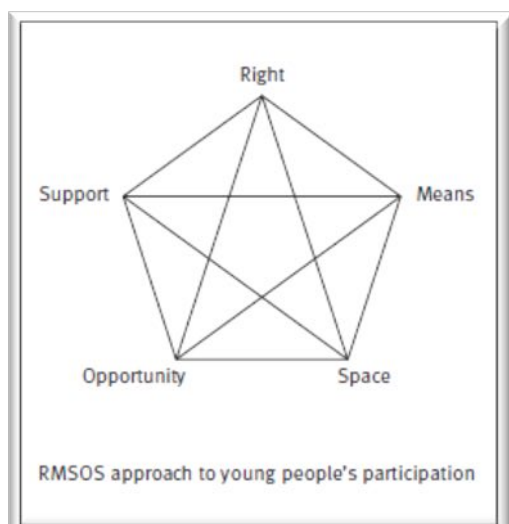 Right
Support
Means
Opportunity
Space
RMSOS approach to young people's participation